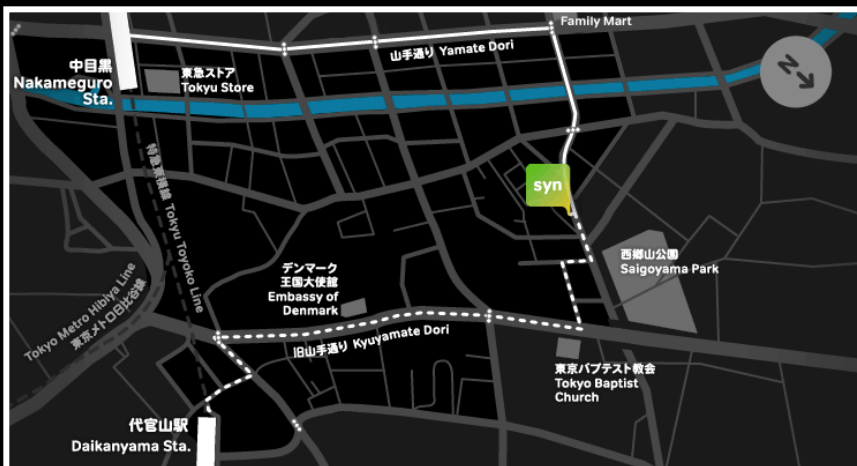 Family Mart
山手通り Yamate Dori
中目黒
Nakameguro
Sta.
東急ストア
Tokyu Store
N
特急東横線 Tokyu Toyoko Line
syn
西郷山公園
Saigoyama Park
デンマーク
王国大使館
Embassy of
Denmark
Tokyo Metro Hibiya Line
東京メトロ日比谷線
旧山手通り Kyuyamate Dori
東京バプテスト教会
Tokyo Baptist
Church
代官山駅
Daikanyama Sta.